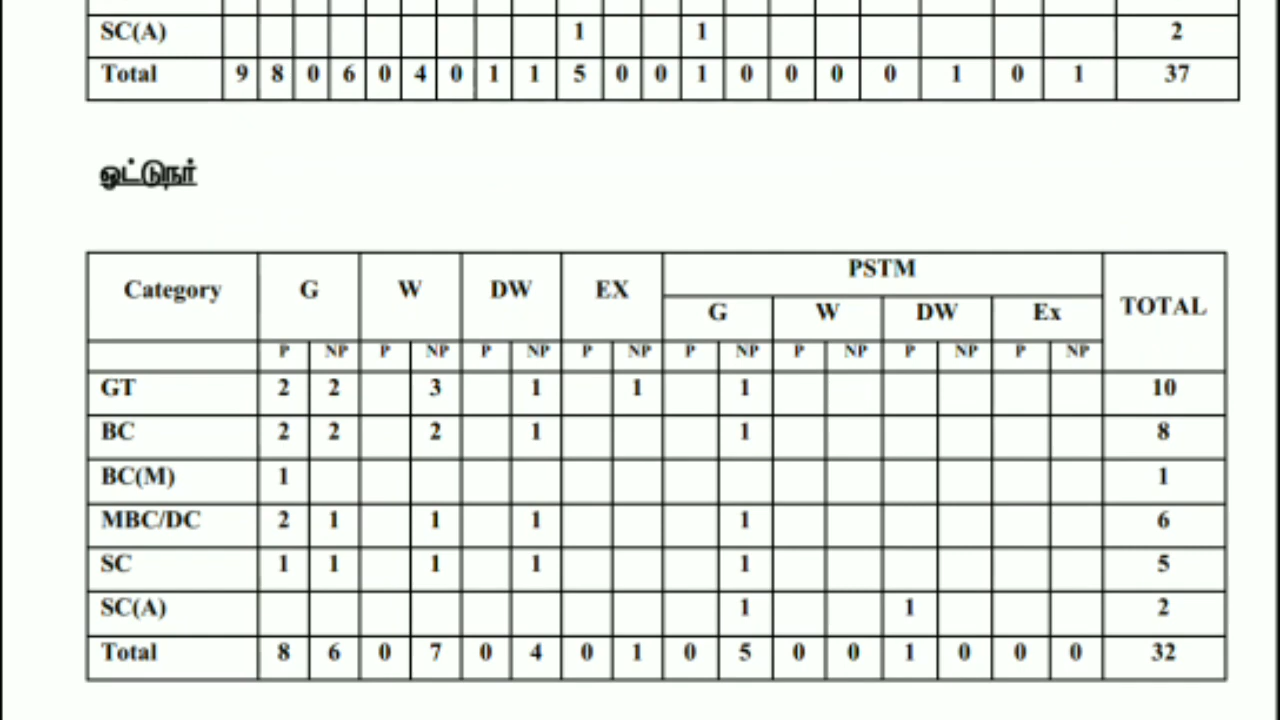 SC(A) 1 1 2
Total 9 8 0 6 0 4 0 1 1 5 0 0 1 0 0 0 0 1 0 1 37
ஓட்டுநர்
PSTM
Category G W DW EX TOTAL
G W DW Ex
P NP P NP P NP P NP P NP P NP P NP P NP
GT 2 2 3 1 1 1 10
BC 2 2 2 1 1 8
BC(M) 1 1
MBC/DC 2 1 1 1 1 6
SC 1 1 1 1 1 5
SC(A) 1 1 2
Total 8 6 0 7 0 4 0 1 0 5 0 0 1 0 0 0 32